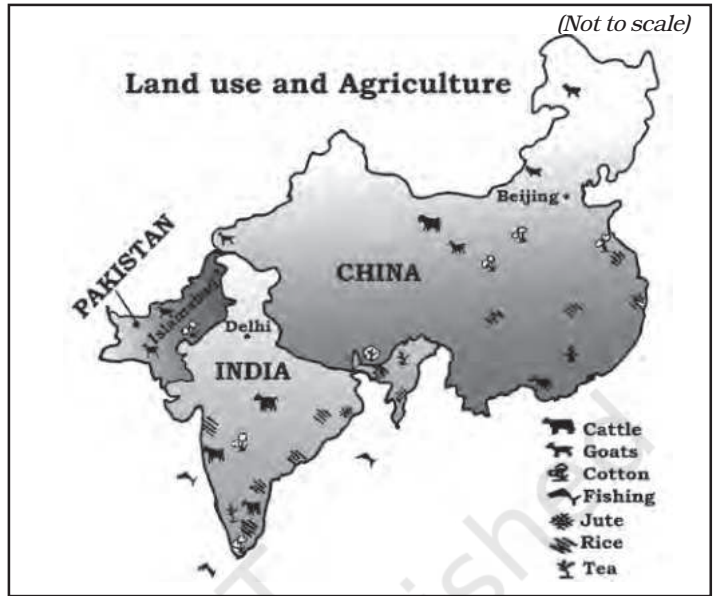 (Not to scale)
Land use and Agriculture
Beijing
CHINA
PAKISTAN
Islamabad
Delhi
INDIA
Cattle
Goats
Cotton
Fishing
Jute
Rice
Tea